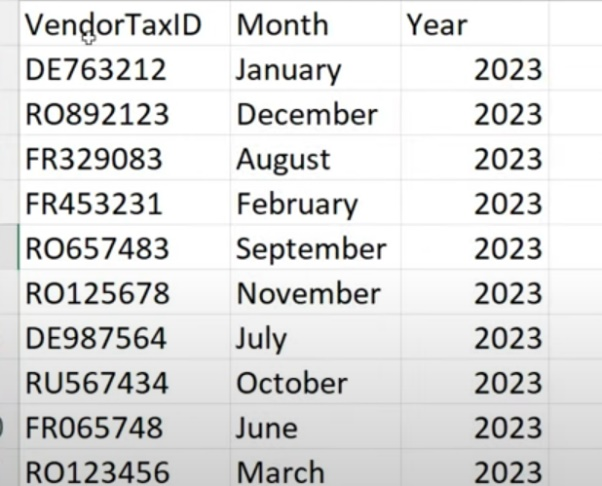 VendorTaxID Month Year
DE763212 January 2023
RO892123 December 2023
FR329083 August 2023
FR453231 February 2023
RO657483 September 2023
RO125678 November 2023
DE987564 July 2023
RU567434 October 2023
FR065748 June 2023
RO123456 March 2023